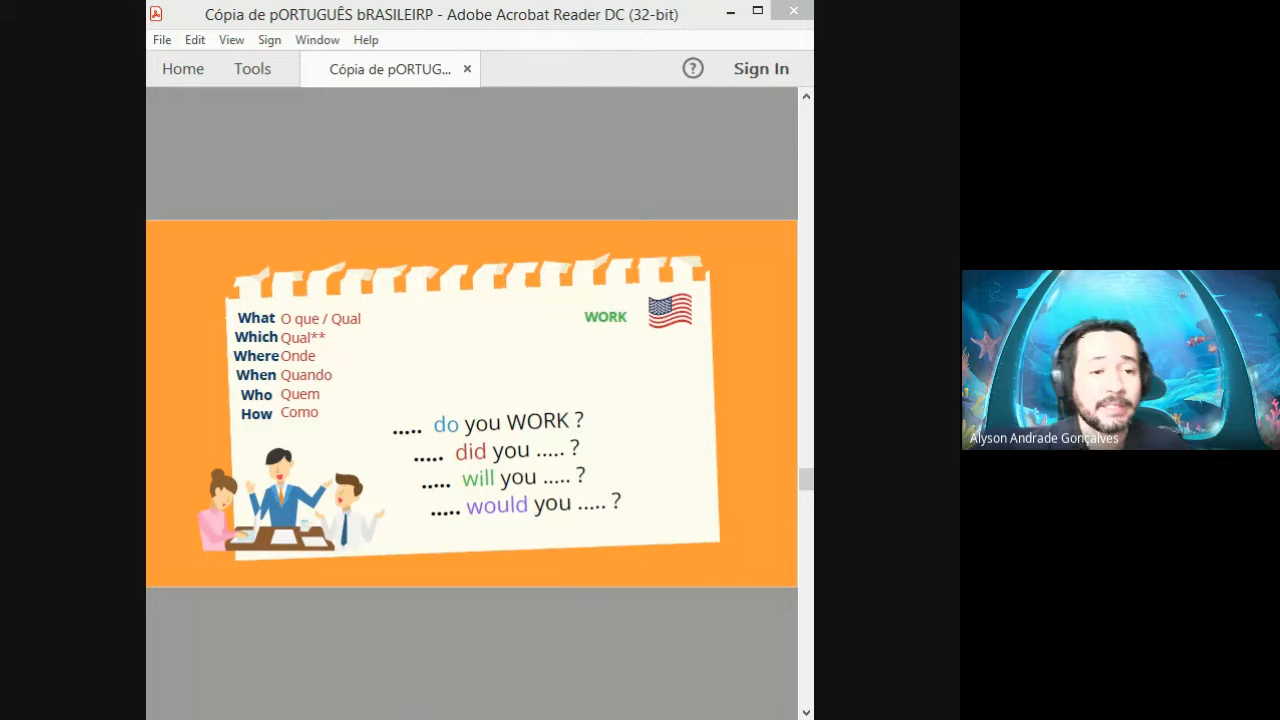 Cópia de pORTUGUÊS bRASILEIRP - Adobe Acrobat Reader DC (32-bit)
File Edit View Sign Window Help
Home Tools Cópia de pORTUG... × ? Sign In
WORK
What O que / Qual
Which Qual**
Where Onde
When Quando
Who Quem
How Como
..... do you WORK ?
..... did you ..... ?
..... will you ..... ?
..... would you ..... ?
Alyson Andrade Gonçalves